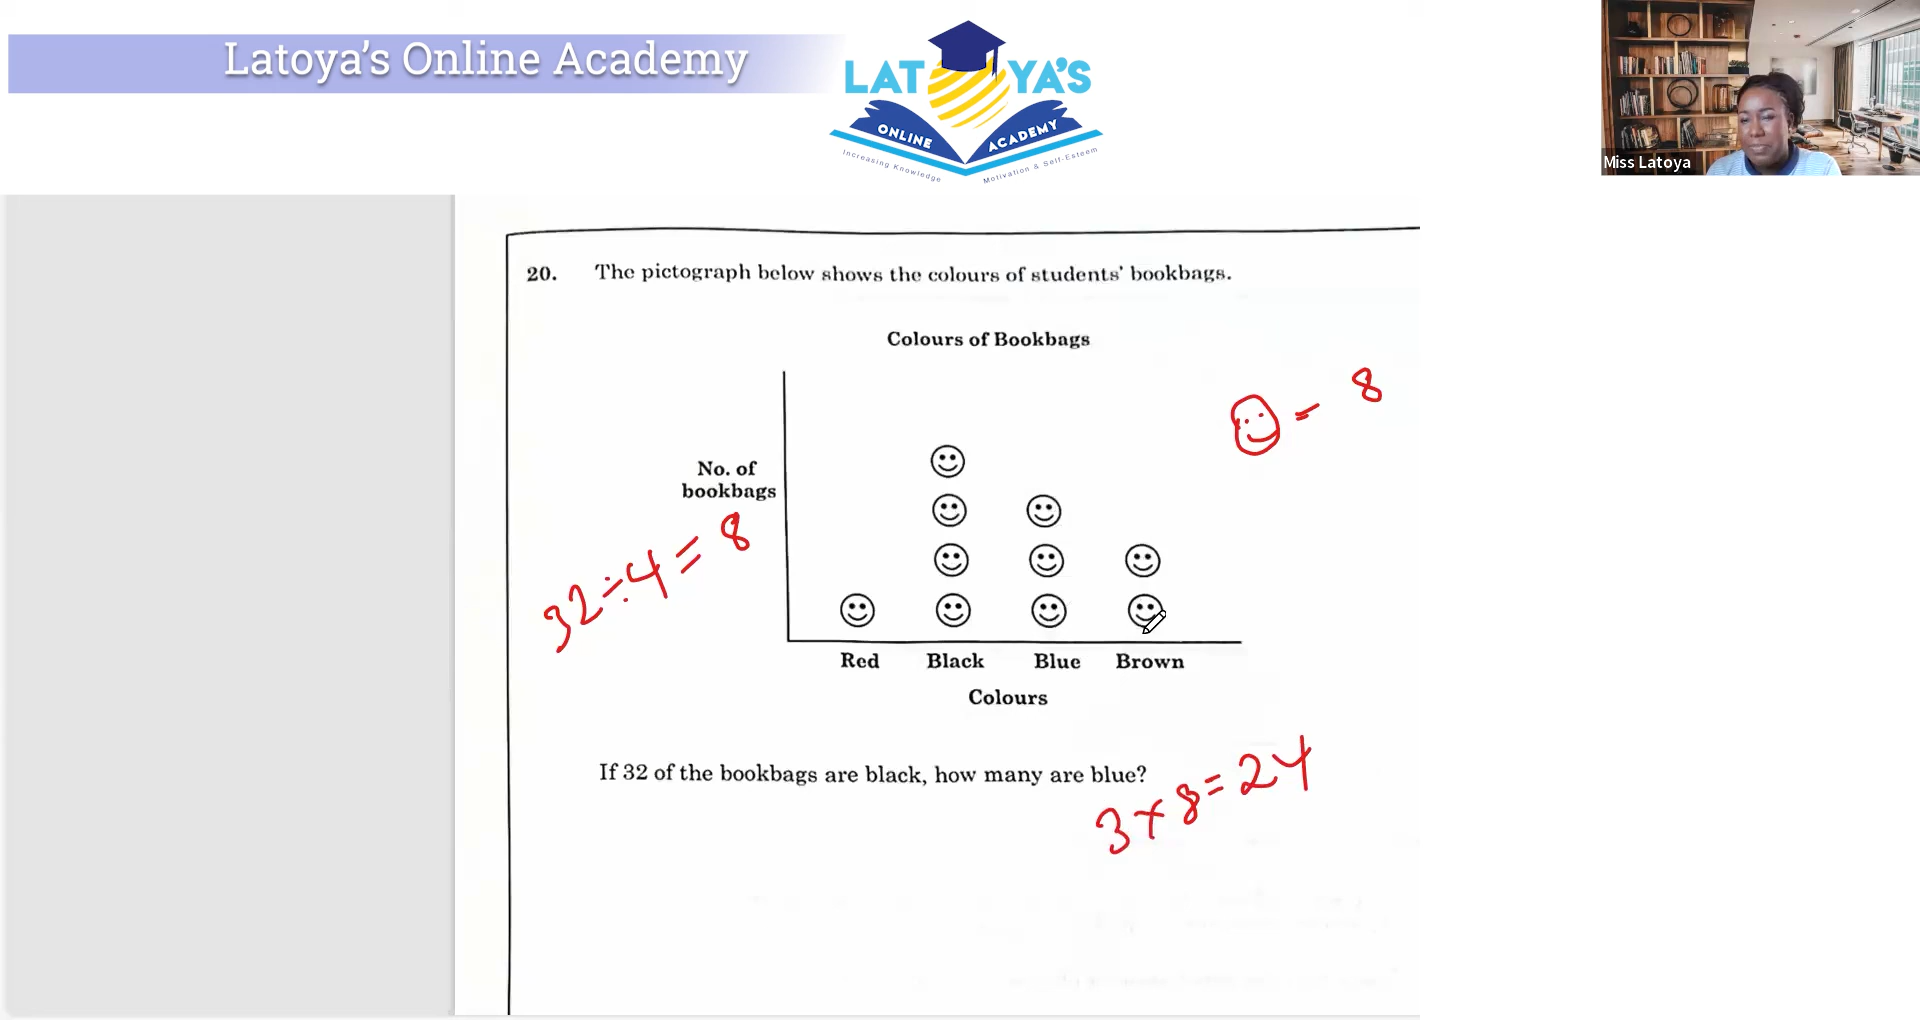 Latoya's Online Academy
LATOYA'S
ONLINE ACADEMY
Increasing Knowledge Motivation & Self-Esteem
Miss Latoya
20. The pictograph below shows the colours of students' bookbags.
Colours of Bookbags
= 8
No. of
bookbags
32÷4=8
Red Black Blue Brown
Colours
If 32 of the bookbags are black, how many are blue?
3×8=24